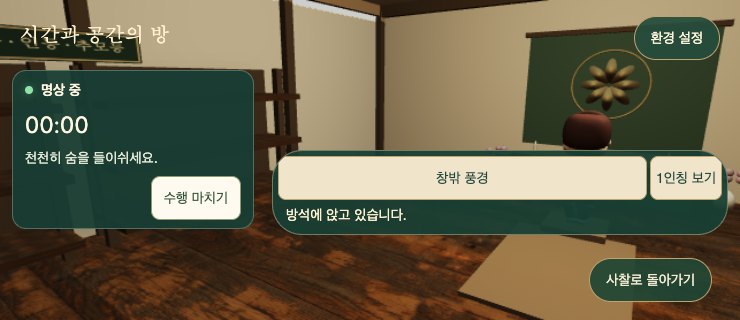 시간과 공간의 방
환경 설정
명상 중
00:00
천천히 숨을 들이쉬세요.
수행 마치기
창밖 풍경
1인칭 보기
방석에 앉고 있습니다.
사찰로 돌아가기